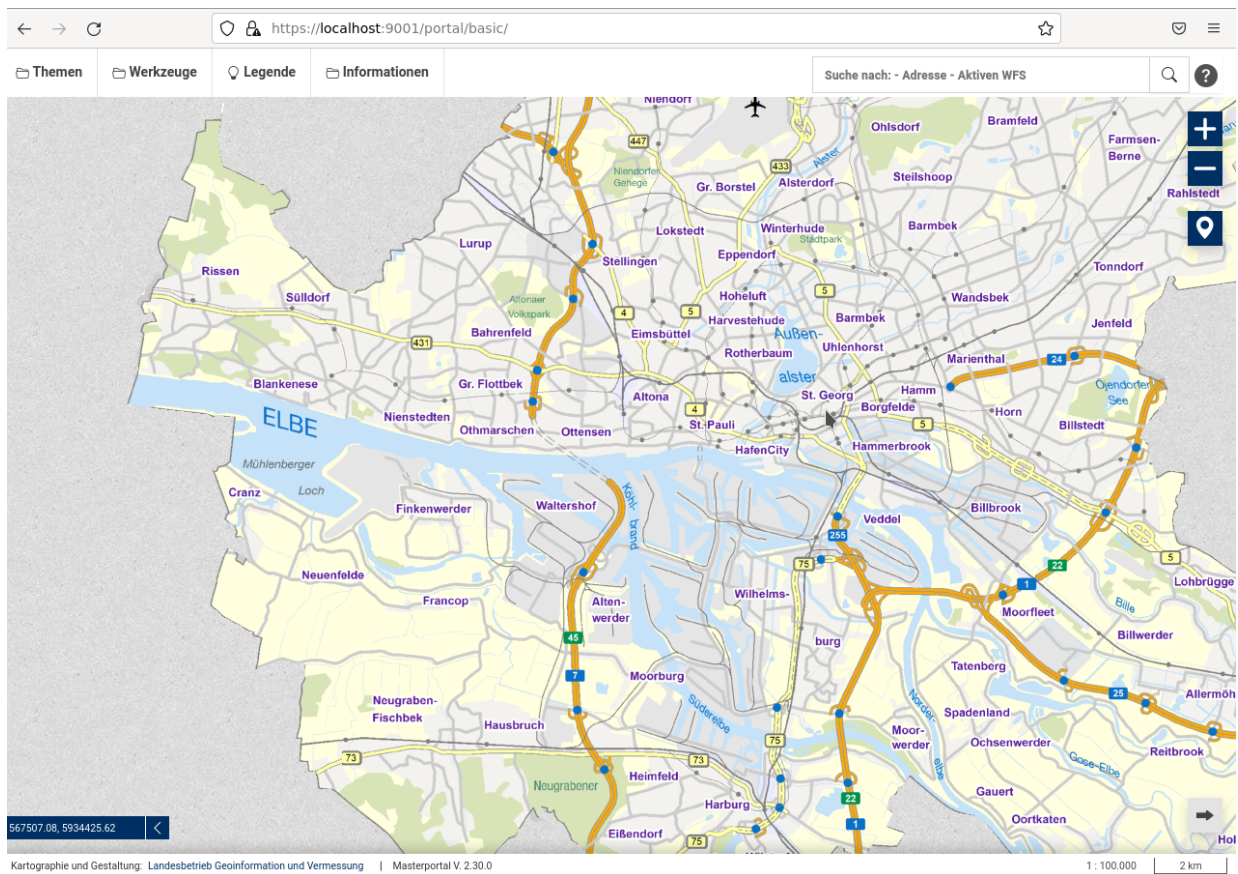 https://localhost:9001/portal/basic/
Themen Werkzeuge Legende Informationen
Suche nach: - Adresse - Aktiven WFS
?
Niendorf
Ohlsdorf
Bramfeld
447
Farmsen-
Berne
433
Alster
Niendorfer
Gehege
Gr. Borstel
Alsterdorf
Steilshoop
Rahlstedt
Lokstedt
Winterhude
Stadtpark
Barmbek
Lurup
Eppendorf
Stellingen
Tonndorf
Rissen
Sülldorf
Altonaer
Volkspark
Hoheluft
5
Wandsbek
4
5
Harvestehude
Barmbek
Jenfeld
Bahrenfeld
Eimsbüttel
Außen-
alster
431
Rotherbaum
Uhlenhorst
Marienthal
24
Blankenese
Gr. Flottbek
Altona
St. Georg
Hamm
Öjendorfer
See
Nienstedten
4
Borgfelde
Horn
ELBE
Othmarschen
Ottensen
St. Pauli
5
Billstedt
HafenCity
Hammerbrook
Mühlenberger
Loch
Cranz
Finkenwerder
Waltershof
Köhl-
brand
Billbrook
Veddel
255
75
22
5
Neuenfelde
Francop
Alten-
werder
Wilhelms-
burg
1
Lohbrügge
Moorfleet
Bille
45
Billwerder
7
Moorburg
Tatenberg
25
Allermöh
Neugraben-
Fischbek
Hausbruch
Süderelbe
Norder-
elbe
Spadenland
75
Moor-
werder
Ochsenwerder
Reitbrook
73
73
Gose-Elbe
Neugrabener
Heimfeld
Gauert
Harburg
22
1
Oortkaten
Eißendorf
75
Hol
567507.08, 5934425.62
Kartographie und Gestaltung: Landesbetrieb Geoinformation und Vermessung | Masterportal V. 2.30.0
1 : 100.000 2 km